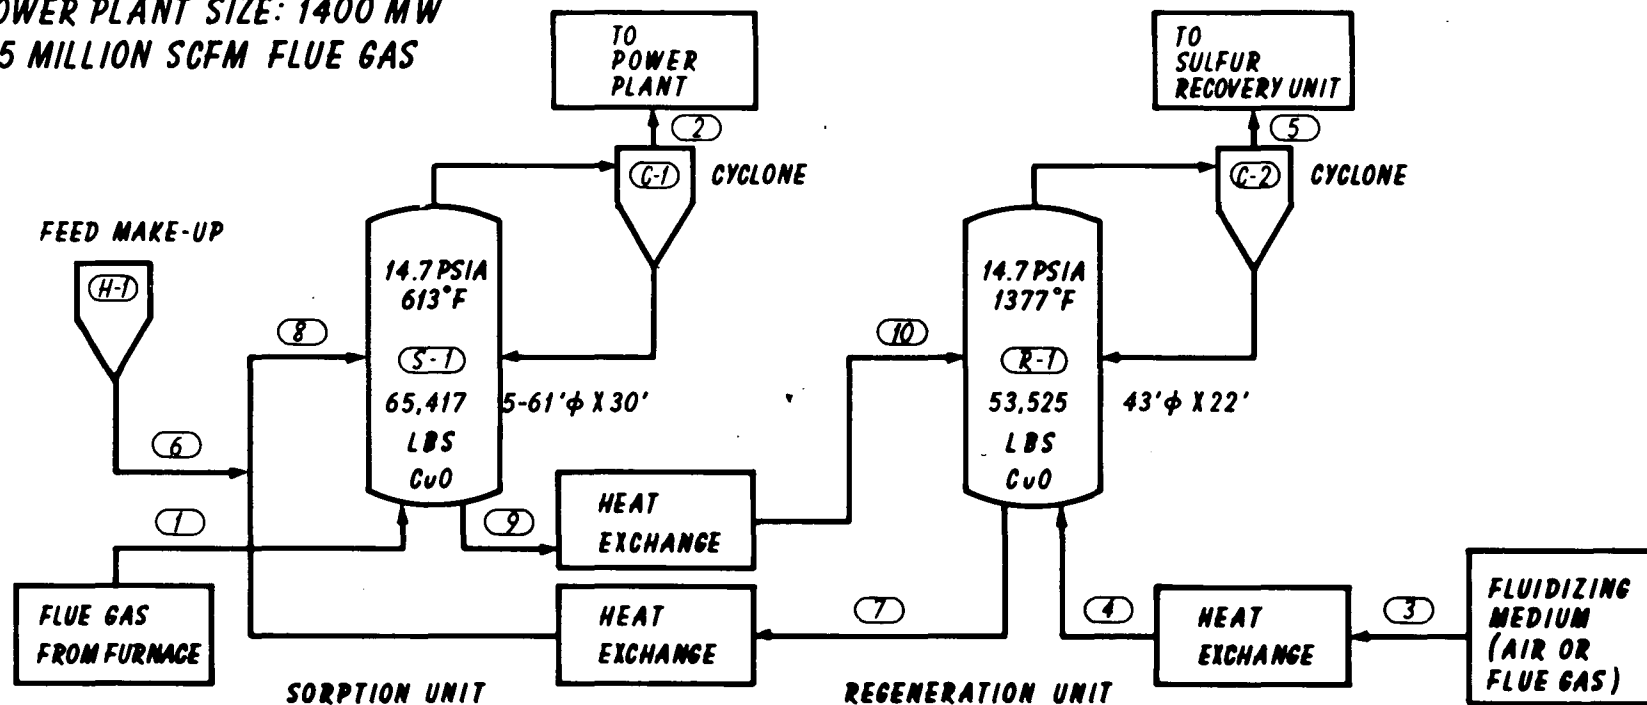 OWER PLANT SIZE: 1400 MW
5 MILLION SCFM FLUE GAS
TO
POWER
PLANT
TO
SULFUR
RECOVERY UNIT
2
5
C-1
CYCLONE
C-2
CYCLONE
FEED MAKE-UP
H-1
14.7 PSIA
613°F
14.7 PSIA
1377°F
8
10
S-1
R-1
65,417
5-61'φ X 30'
LBS
CuO
53,525
43'φ X 22'
LBS
CuO
6
1
9
HEAT
EXCHANGE
FLUE GAS
FROM FURNACE
HEAT
EXCHANGE
7
4
HEAT
EXCHANGE
3
FLUIDIZING
MEDIUM
(AIR OR
FLUE GAS)
SORPTION UNIT
REGENERATION UNIT